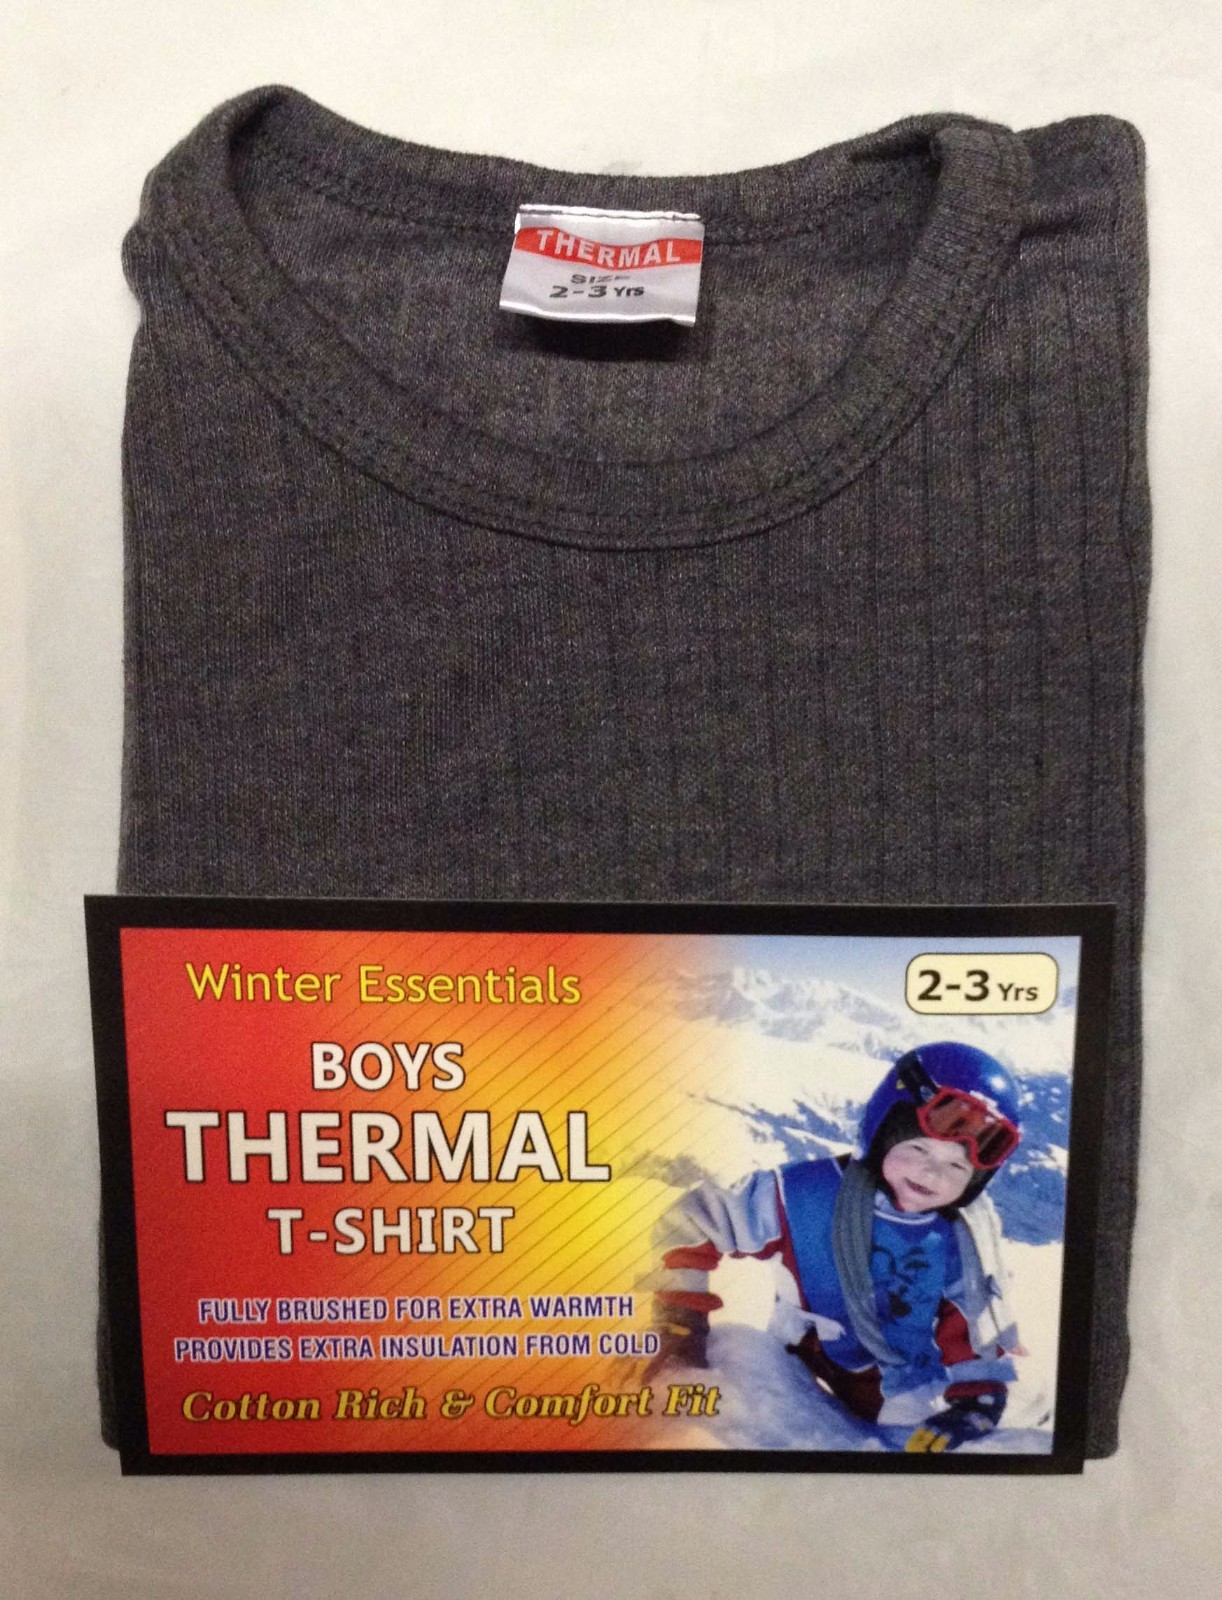 THERMAL
SIZE
2-3 Yrs
Winter Essentials
2-3 Yrs
BOYS
THERMAL
T-SHIRT
FULLY BRUSHED FOR EXTRA WARMTH
PROVIDES EXTRA INSULATION FROM COLD
Cotton Rich & Comfort Fit